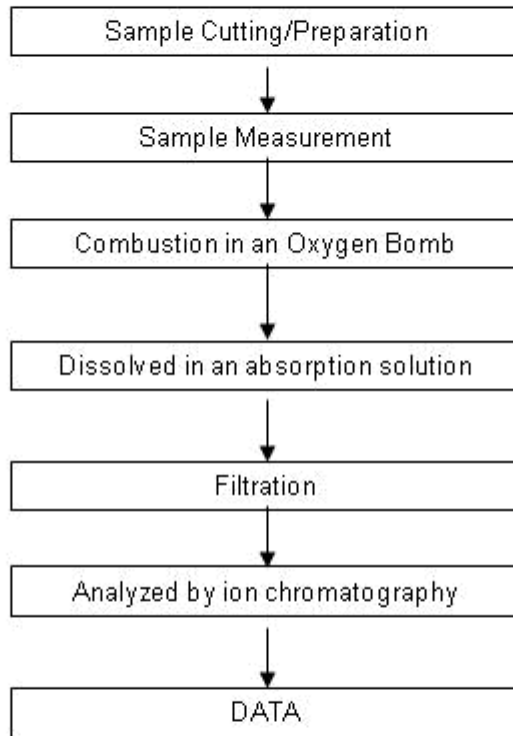 Sample Cutting/Preparation
Sample Measurement
Combustion in an Oxygen Bomb
Dissolved in an absorption solution
Filtration
Analyzed by ion chromatography
DATA